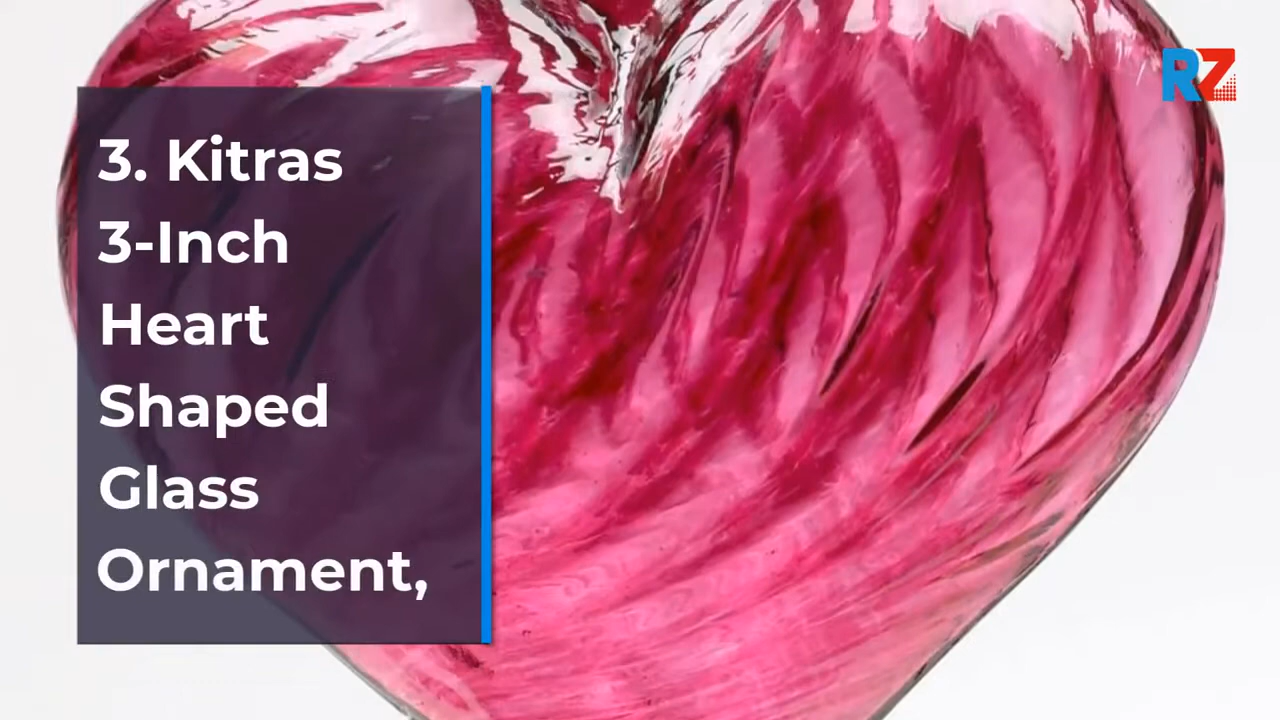 RZ
3. Kitras
3-Inch
Heart
Shaped
Glass
Ornament,